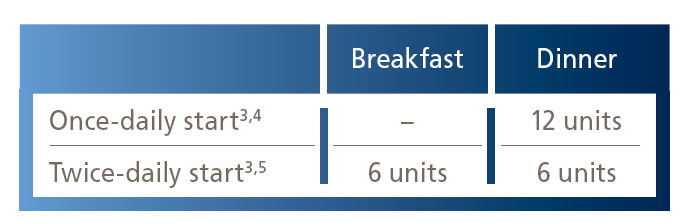 Breakfast Dinner
Once-daily start3,4 – 12 units
Twice-daily start3,5 6 units 6 units